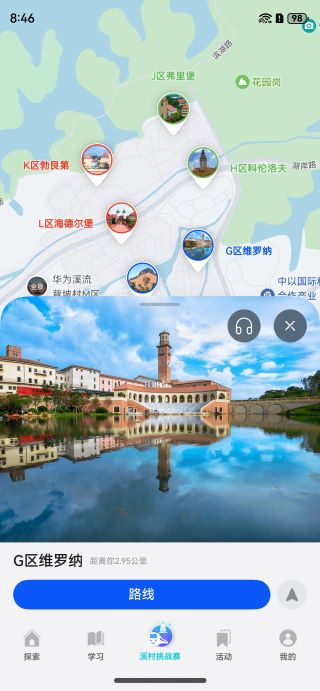 8:46
98
滨湖路
J区弗里堡
花园岗
K区勃艮第
H区科伦洛夫
湖岸路
L区海德尔堡
G区维罗纳
全景
华为溪流
背坡村M区
中以国际
合作产业
G区维罗纳
距离你2.95公里
路线
探索
学习
溪村挑战赛
活动
我的